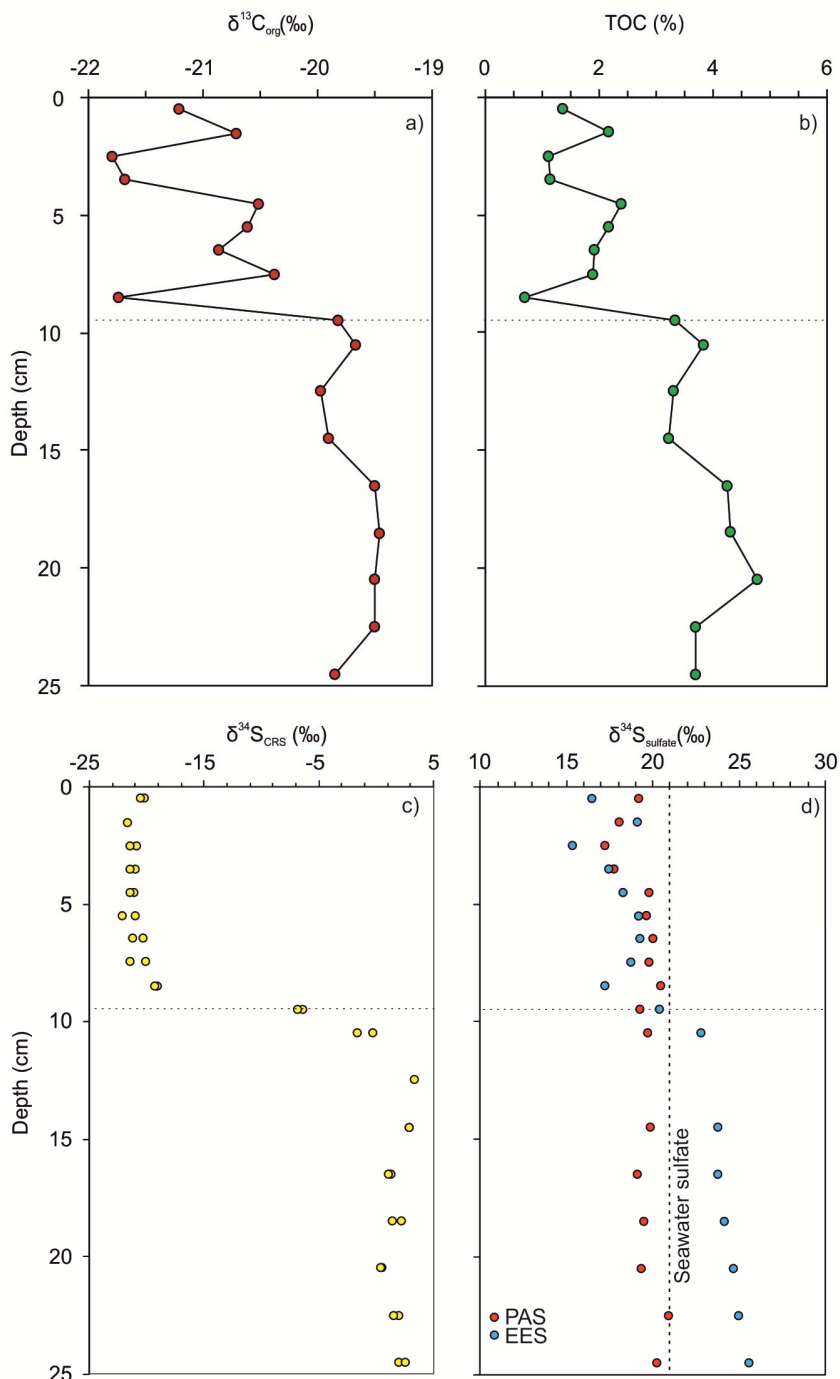 δ¹³Corg(‰)
-22 -21 -20 -19
a)
0
5
10
15
20
25
Depth (cm)
TOC (%)
0 2 4 6
b)
δ³⁴SCRS (‰)
-25 -15 -5 5
c)
0
5
10
15
20
25
Depth (cm)
δ³⁴Ssulfate(‰)
10 15 20 25 30
d)
Seawater sulfate
PAS
EES